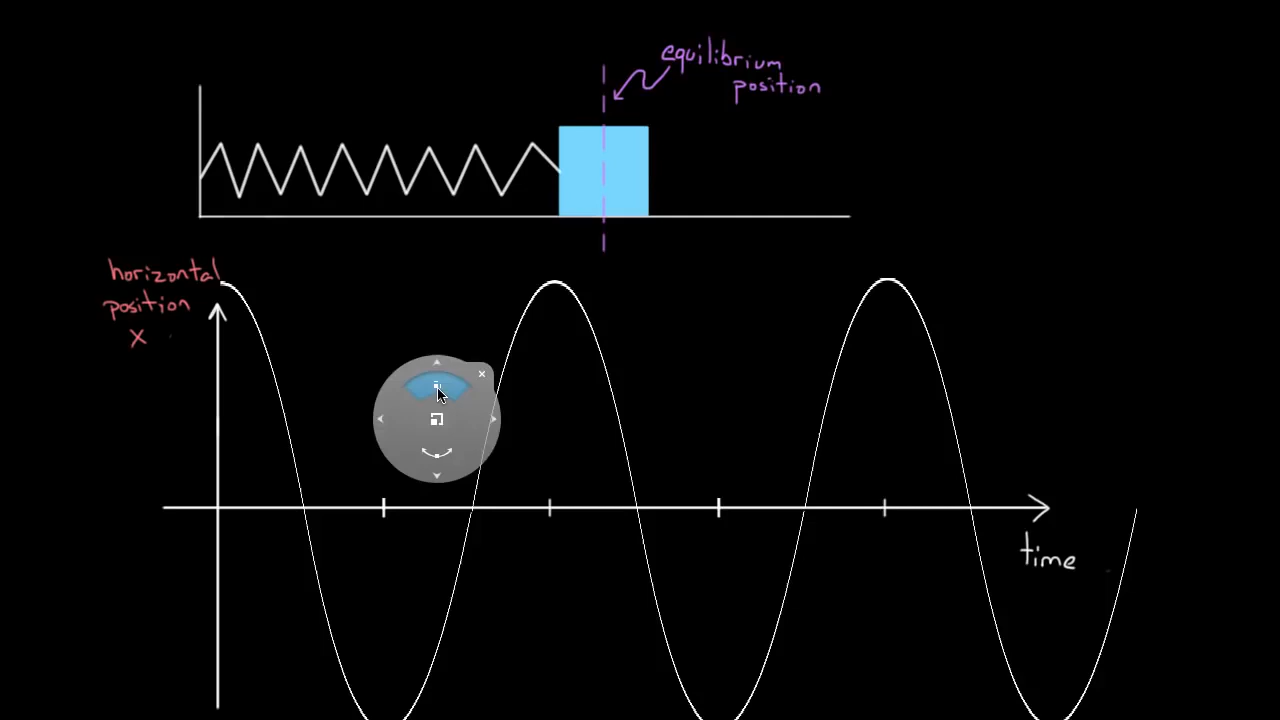 equilibrium
position
horizontal
position
x
time